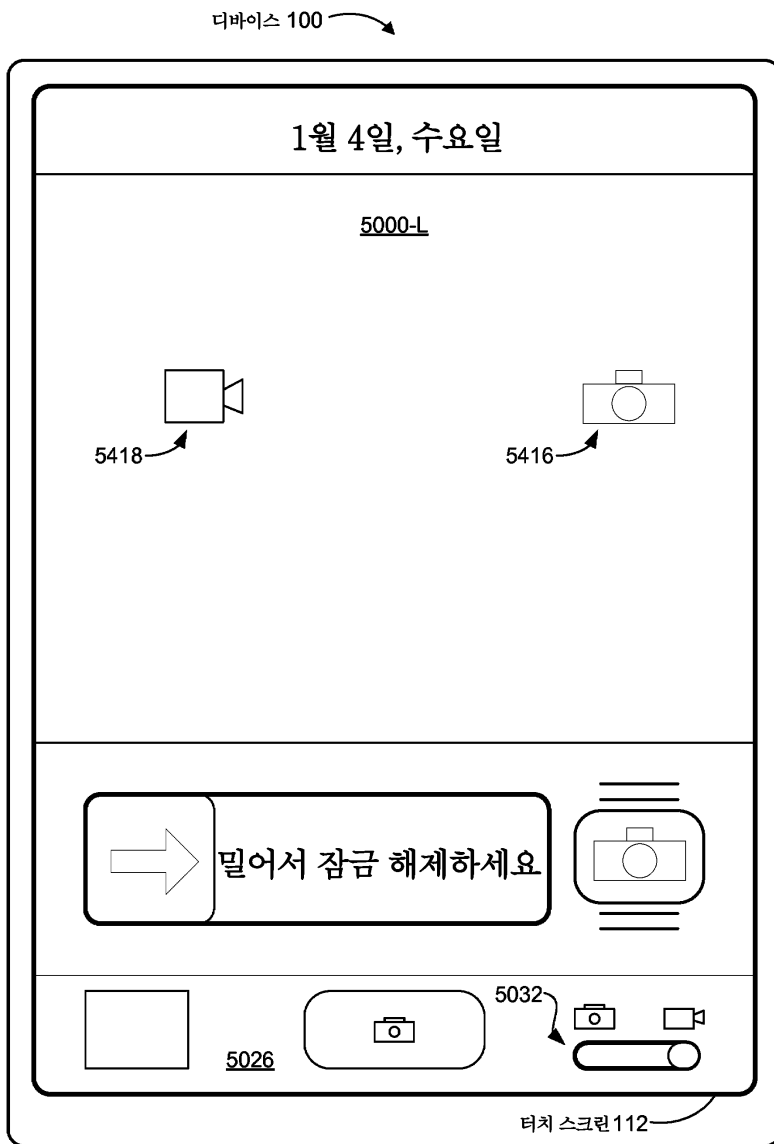 디바이스 100
1월 4일, 수요일
5000-L
5418
5416
밀어서 잠금 해제하세요
5032
5026
터치 스크린 112